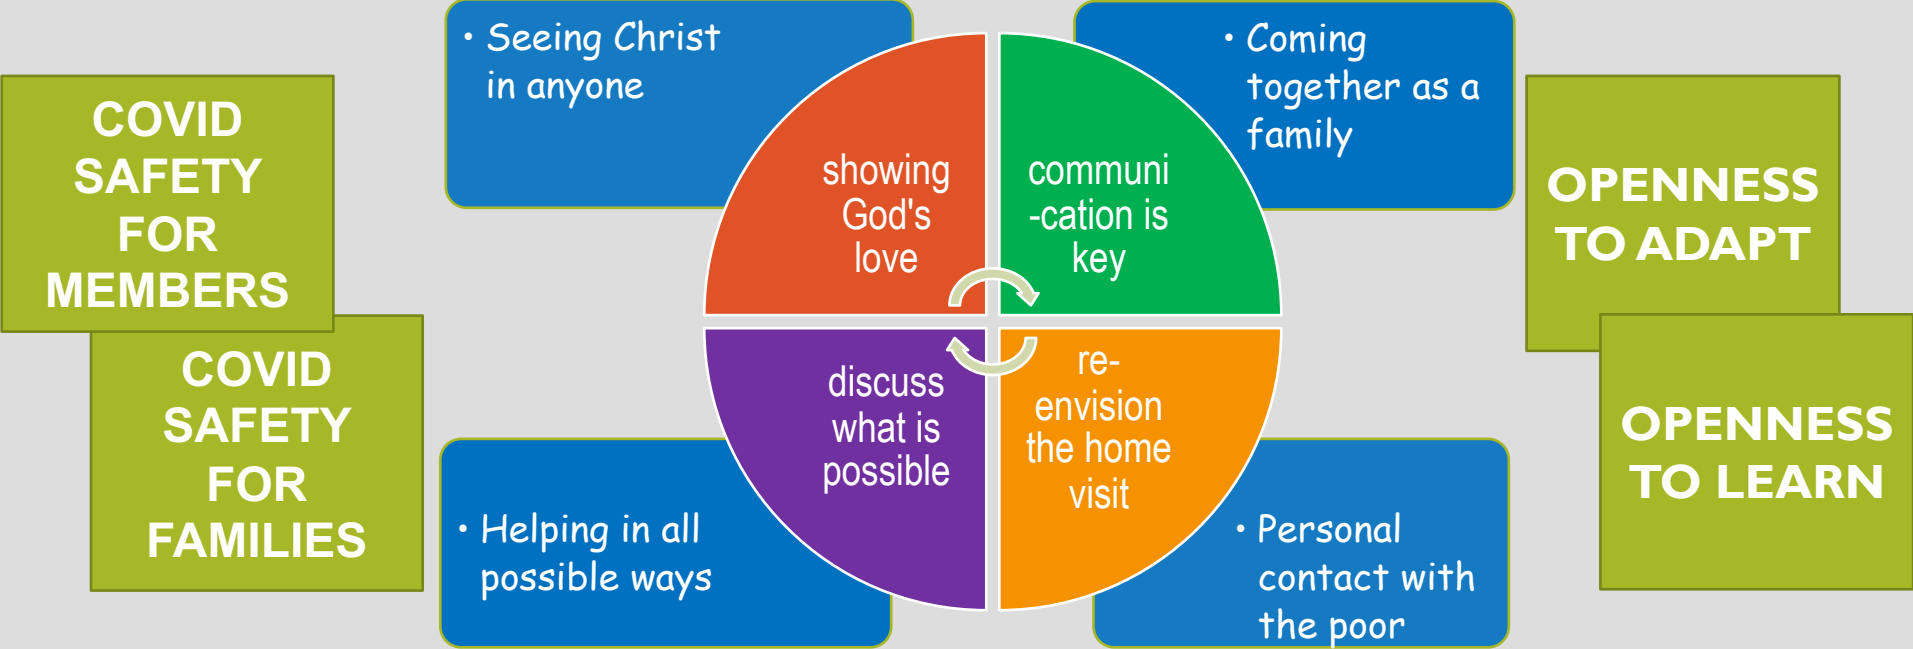 COVID
SAFETY
FOR
MEMBERS
COVID
SAFETY
FOR
FAMILIES
• Seeing Christ
in anyone
showing
God's
love
communi
-cation is
key
• Coming
together as a
family
discuss
what is
possible
re-
envision
the home
visit
• Helping in all
possible ways
• Personal
contact with
the poor
OPENNESS
TO ADAPT
OPENNESS
TO LEARN